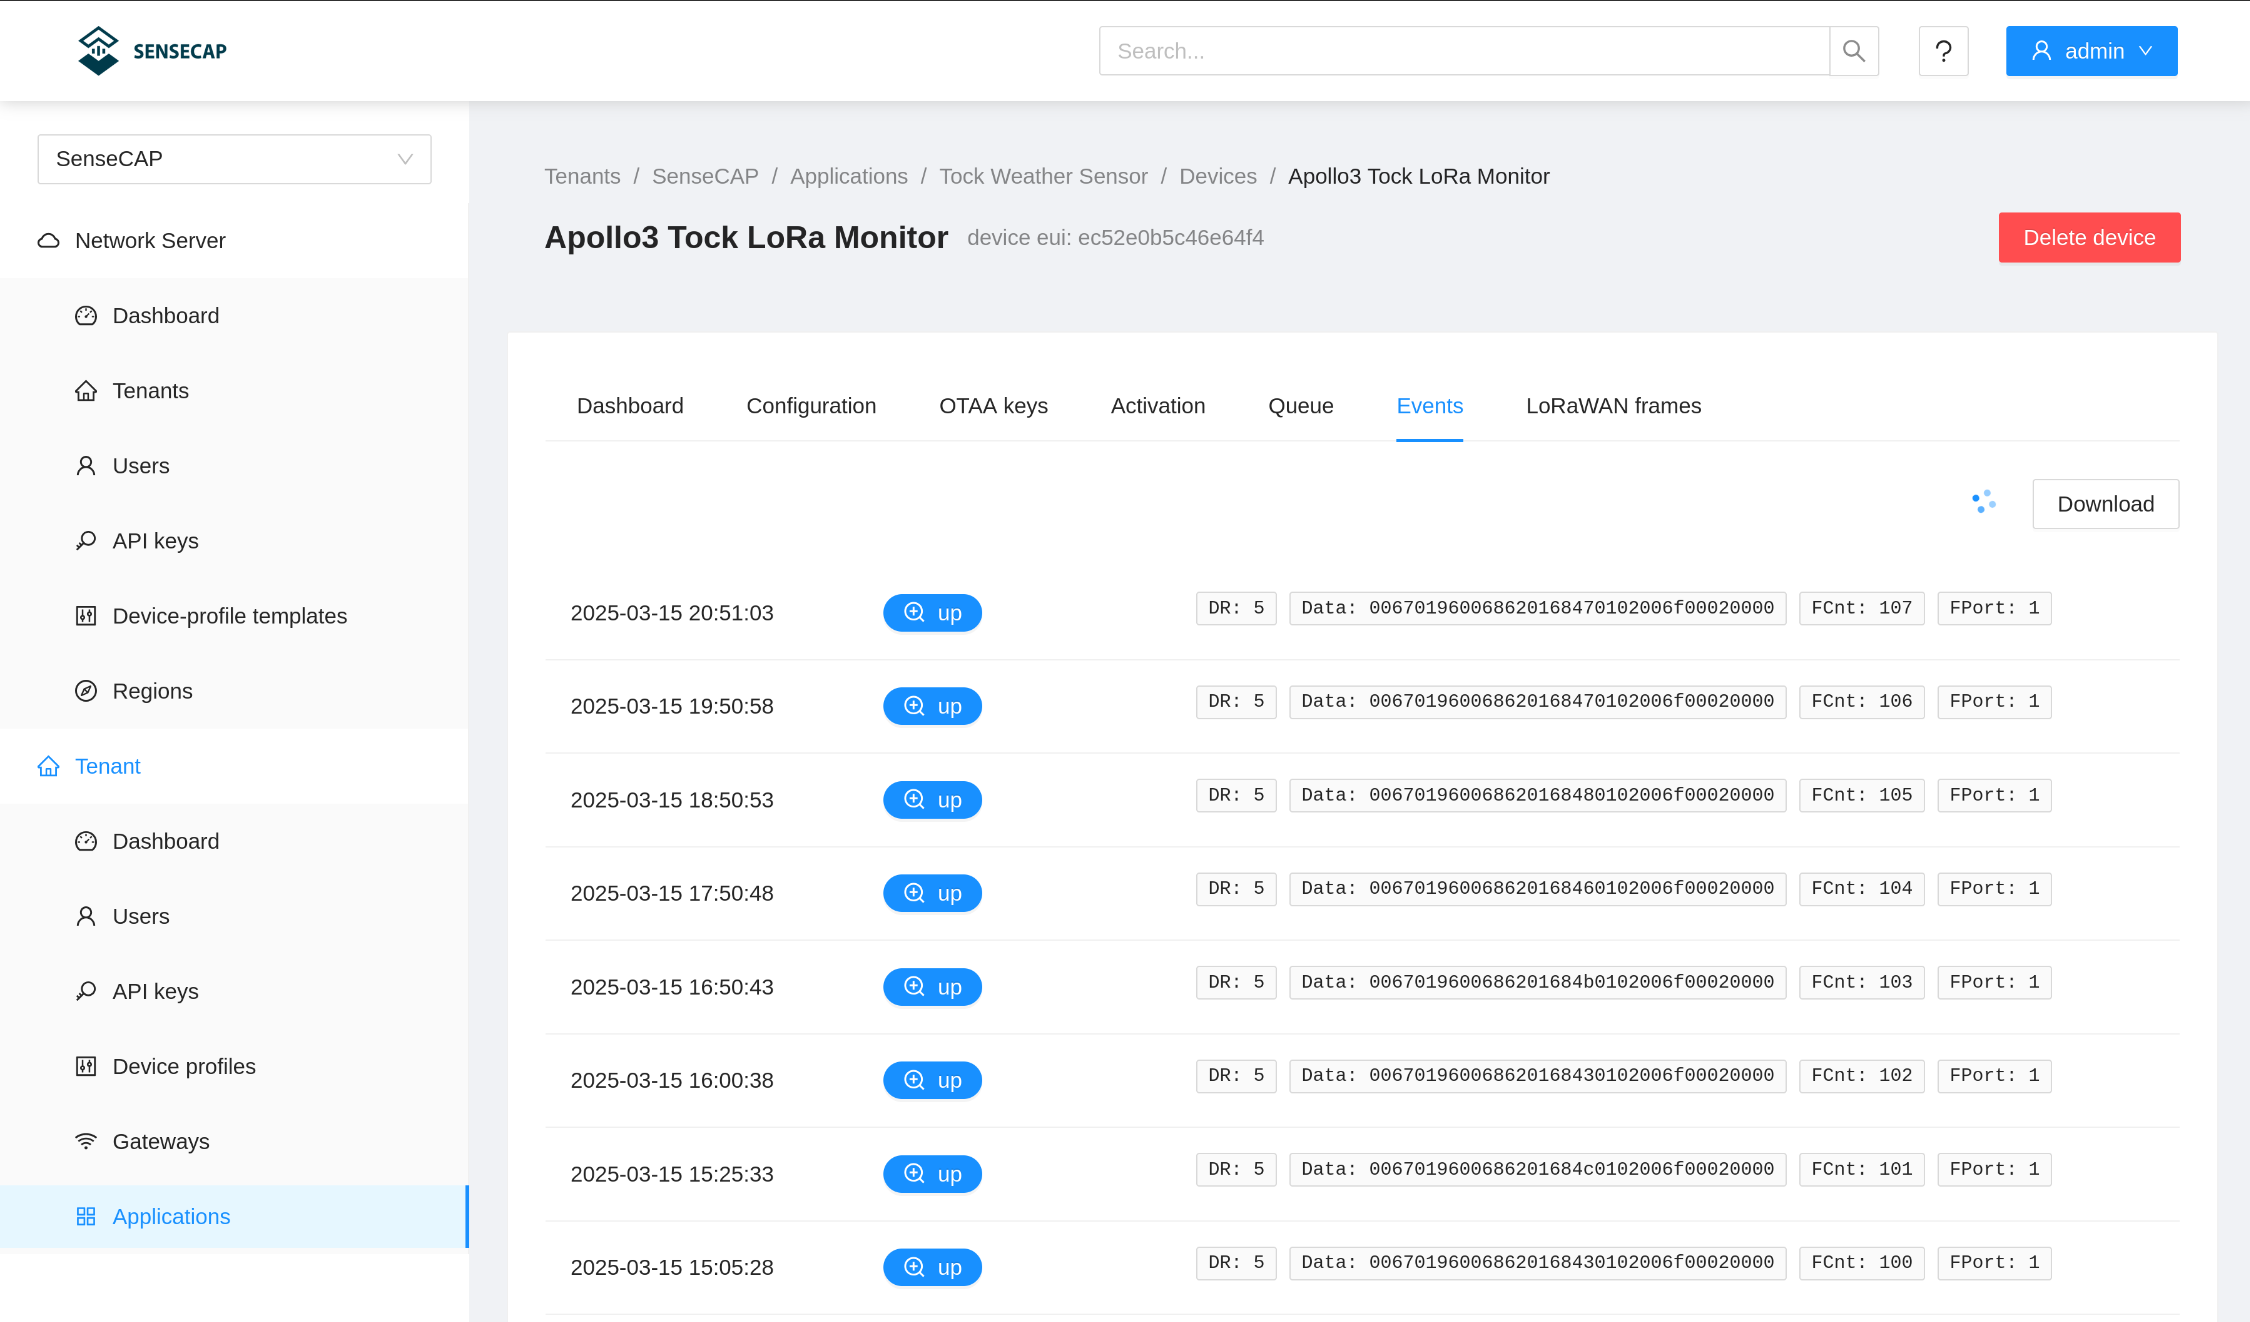 SENSECAP
Search...
?
admin
SenseCAP
Network Server
Dashboard
Tenants
Users
API keys
Device-profile templates
Regions
Tenant
Dashboard
Users
API keys
Device profiles
Gateways
Applications
Tenants / SenseCAP / Applications / Tock Weather Sensor / Devices / Apollo3 Tock LoRa Monitor
Apollo3 Tock LoRa Monitor device eui: ec52e0b5c46e64f4
Delete device
Dashboard Configuration OTAA keys Activation Queue Events LoRaWAN frames
Download
2025-03-15 20:51:03 up DR: 5 Data: 006701960068620168470102006f00020000 FCnt: 107 FPort: 1
2025-03-15 19:50:58 up DR: 5 Data: 006701960068620168470102006f00020000 FCnt: 106 FPort: 1
2025-03-15 18:50:53 up DR: 5 Data: 006701960068620168480102006f00020000 FCnt: 105 FPort: 1
2025-03-15 17:50:48 up DR: 5 Data: 006701960068620168460102006f00020000 FCnt: 104 FPort: 1
2025-03-15 16:50:43 up DR: 5 Data: 0067019600686201684b0102006f00020000 FCnt: 103 FPort: 1
2025-03-15 16:00:38 up DR: 5 Data: 006701960068620168430102006f00020000 FCnt: 102 FPort: 1
2025-03-15 15:25:33 up DR: 5 Data: 0067019600686201684c0102006f00020000 FCnt: 101 FPort: 1
2025-03-15 15:05:28 up DR: 5 Data: 006701960068620168430102006f00020000 FCnt: 100 FPort: 1